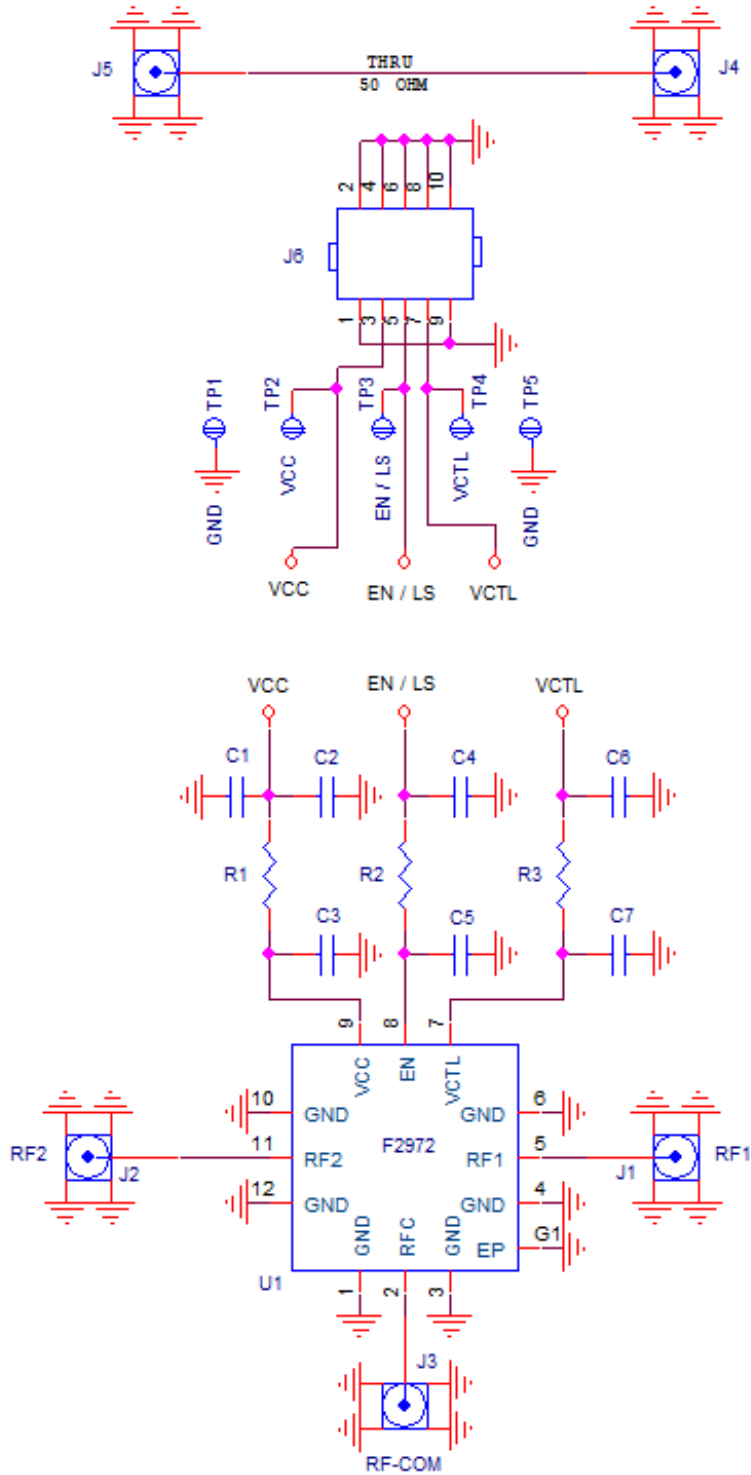 J5
THRU
50 OHM
J4
2
4
6
8
10
J6
1
3
5
7
9
TP1
TP2
TP3
TP4
TP5
GND
VCC
EN / LS
VCTL
GND
VCC
EN / LS
VCTL
VCC
EN / LS
VCTL
C1
C2
C4
C6
R1
R2
R3
C3
C5
C7
9
8
7
VCC
EN
VCTL
10
GND
GND
6
RF2
J2
11
RF2
F2972
RF1
5
J1
RF1
12
GND
GND
4
GND
RFC
GND
EP
G1
U1
1
2
3
J3
RF-COM